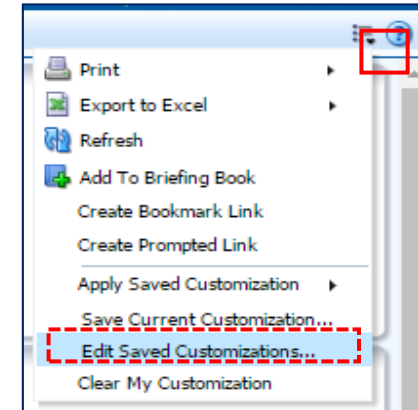 ?
Print
Export to Excel
Refresh
Add To Briefing Book
Create Bookmark Link
Create Prompted Link
Apply Saved Customization
Save Current Customization...
Edit Saved Customizations...
Clear My Customization